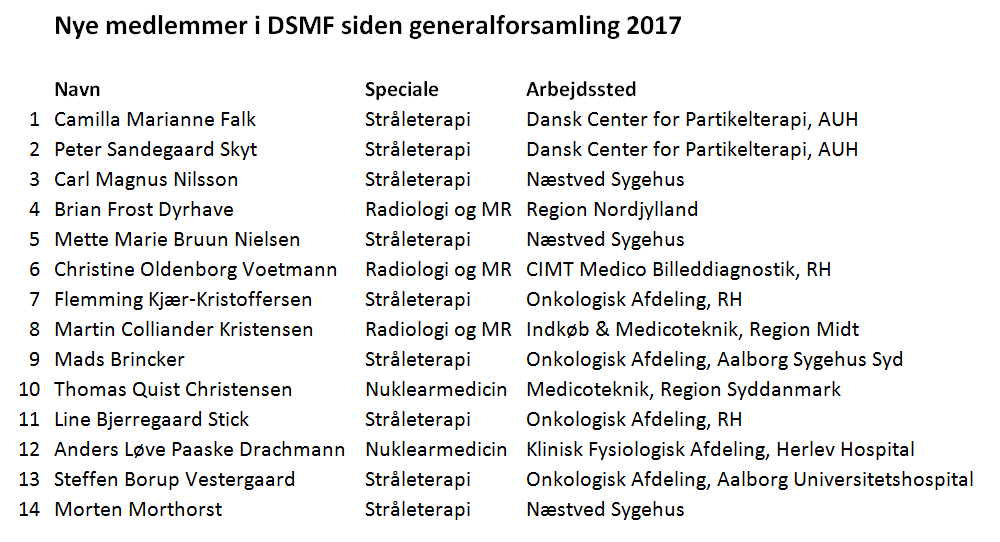 Nye medlemmer i DSMF siden generalforsamling 2017
Navn Speciale Arbejdssted
1 Camilla Marianne Falk Stråleterapi Dansk Center for Partikelterapi, AUH
2 Peter Sandegaard Skyt Stråleterapi Dansk Center for Partikelterapi, AUH
3 Carl Magnus Nilsson Stråleterapi Næstved Sygehus
4 Brian Frost Dyrhave Radiologi og MR Region Nordjylland
5 Mette Marie Bruun Nielsen Stråleterapi Næstved Sygehus
6 Christine Oldenborg Voetmann Radiologi og MR CIMT Medico Billeddiagnostik, RH
7 Flemming Kjær-Kristoffersen Stråleterapi Onkologisk Afdeling, RH
8 Martin Colliander Kristensen Radiologi og MR Indkøb & Medicoteknik, Region Midt
9 Mads Brincker Stråleterapi Onkologisk Afdeling, Aalborg Sygehus Syd
10 Thomas Quist Christensen Nuklearmedicin Medicoteknik, Region Syddanmark
11 Line Bjerregaard Stick Stråleterapi Onkologisk Afdeling, RH
12 Anders Løve Paaske Drachmann Nuklearmedicin Klinisk Fysiologisk Afdeling, Herlev Hospital
13 Steffen Borup Vestergaard Stråleterapi Onkologisk Afdeling, Aalborg Universitetshospital
14 Morten Morthorst Stråleterapi Næstved Sygehus